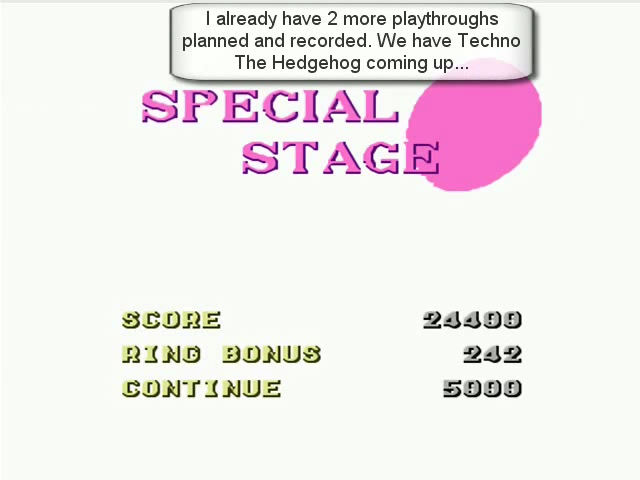 I already have 2 more playthroughs
planned and recorded. We have Techno
The Hedgehog coming up...
SPECIAL
STAGE
SCORE 24400
RING BONUS 242
CONTINUE 5000